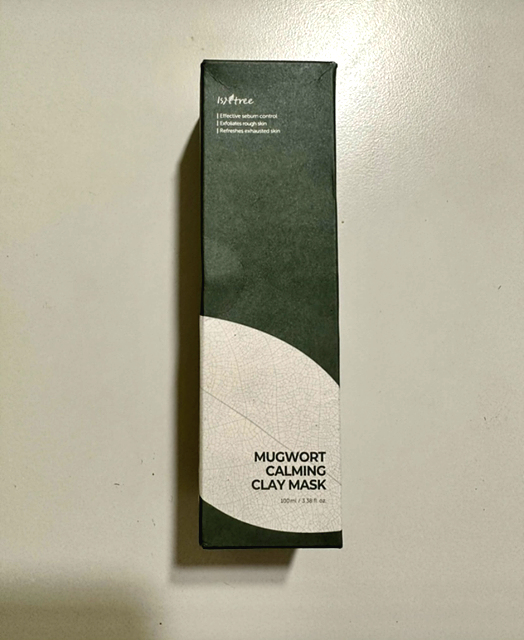 Isntree
Effective sebum control
Exfoliates rough skin
Refreshes exhausted skin
MUGWORT
CALMING
CLAY MASK
100ml / 3.38 fl. oz.